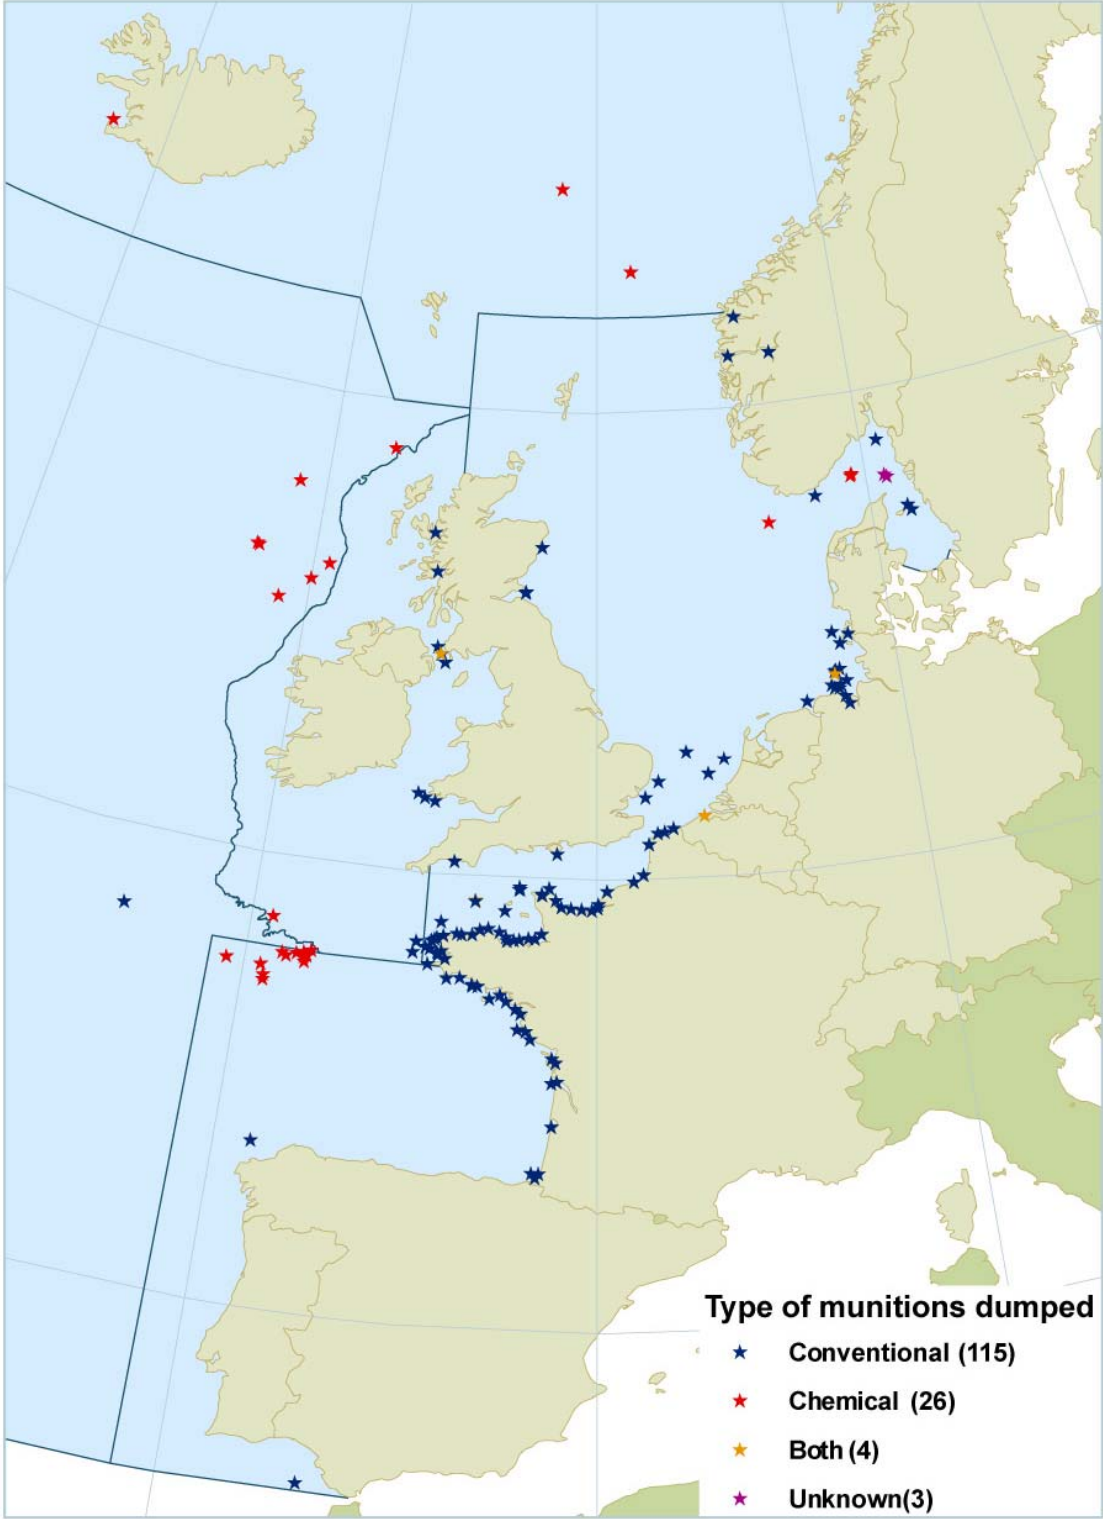 Type of munitions dumped
Conventional (115)
Chemical (26)
Both (4)
Unknown(3)